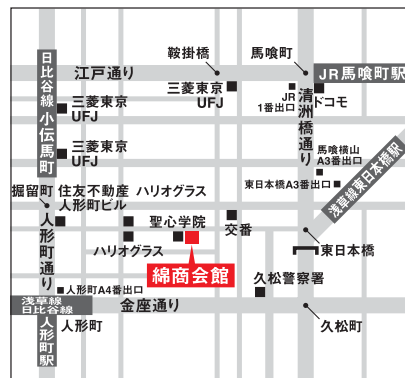 鞍掛橋
馬喰町
日比谷線 小伝馬町
江戸通り
JR馬喰町駅
三菱東京
UFJ
三菱東京
UFJ
JR
1番出口
ドコモ
清洲橋通り
三菱東京
UFJ
馬喰横山
A3番出口
東日本橋A3番出口
浅草線東日本橋駅
掘留町
住友不動産
人形町ビル
ハリオグラス
聖心学院
交番
人形町通り
ハリオグラス
東日本橋
綿商会館
人形町A4番出口
久松警察署
浅草線
日比谷線
人形町駅
金座通り
人形町
久松町